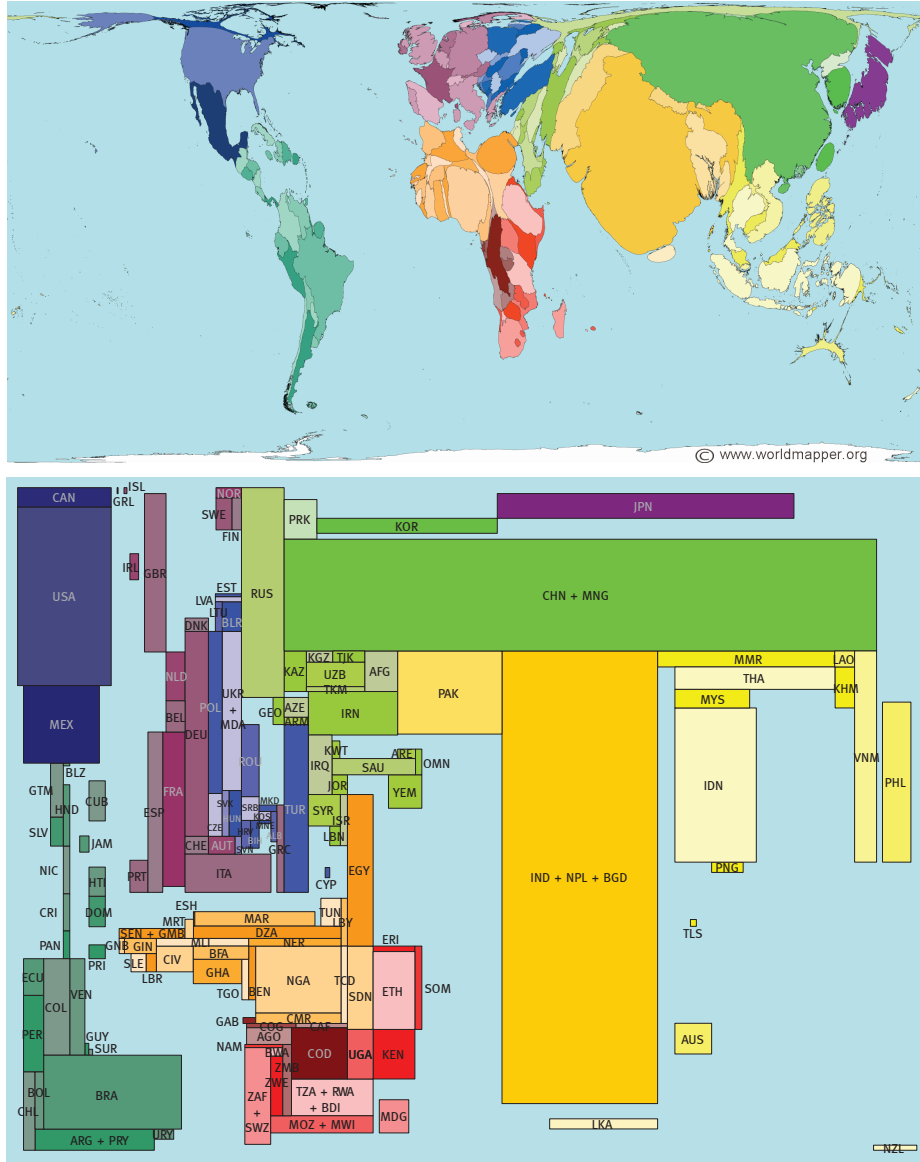 © www.worldmapper.org
CAN
GRL
ISL
NOR
SWE
FIN
PRK
KOR
JPN
USA
IRL
GBR
EST
LVA
LTU
BLR
RUS
CHN + MNG
DNK
NLD
BEL
DEU
POL
UKR
+
MDA
KAZ
KGZ
TJK
UZB
TKM
AFG
PAK
MMR
LAO
THA
KHM
MYS
MEX
GEO
AZE
ARM
IRN
ROU
IRQ
KWT
SAU
ARE
OMN
IDN
VNM
PHL
BLZ
GTM
HND
CUB
ESP
FRA
SVK
CZE
HUN
SRB
MKD
KOS
MNE
ALB
TUR
JOR
YEM
SYR
ISR
LBN
SLV
JAM
CHE
AUT
SVN
HRV
BIH
GRC
NIC
HTI
PRT
ITA
CYP
EGY
PNG
IND + NPL + BGD
CRI
DOM
ESH
MRT
MAR
TUN
LBY
TLS
PAN
PRI
SEN + GMB
GNB
GIN
MLI
DZA
NER
ERI
SLE
LBR
CIV
BFA
GHA
TGO
BEN
NGA
TCD
SDN
ETH
SOM
ECU
COL
VEN
PER
GUY
SUR
GAB
COG
CMR
CAF
NAM
AGO
BWA
ZMB
ZWE
COD
UGA
KEN
AUS
CHL
BOL
BRA
ZAF
+
SWZ
TZA + RWA
+ BDI
MOZ + MWI
MDG
LKA
ARG + PRY
URY
NZL